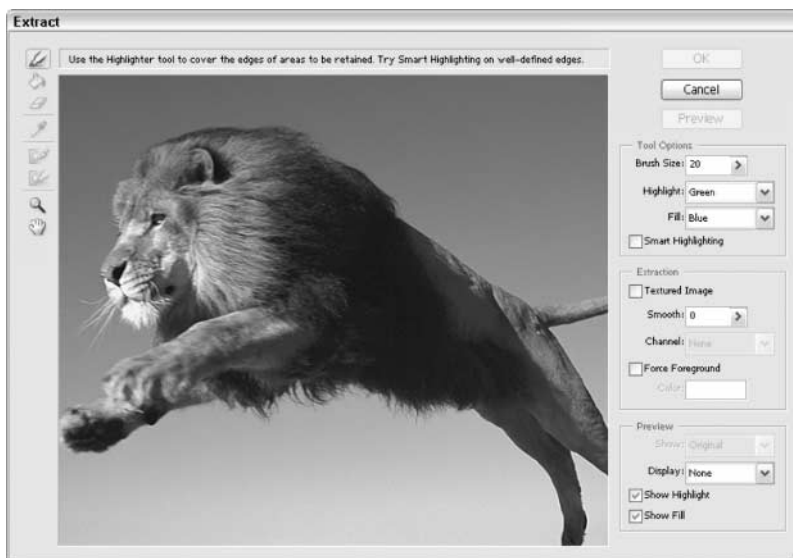 Extract
Use the Highlighter tool to cover the edges of areas to be retained. Try Smart Highlighting on well-defined edges.
OK
Cancel
Preview
Tool Options
Brush Size: 20
Highlight: Green
Fill: Blue
Smart Highlighting
Extraction
Textured Image
Smooth: 0
Channel: None
Force Foreground
Color:
Preview
Show: Original
Display: None
Show Highlight
Show Fill